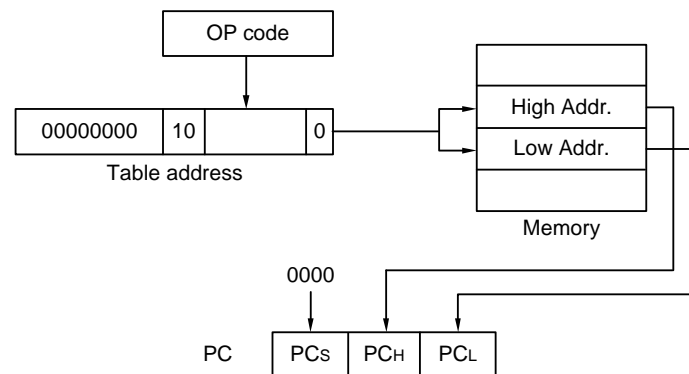 OP code
00000000 10 0
Table address
High Addr.
Low Addr.
Memory
0000
PC PCS PCH PCL